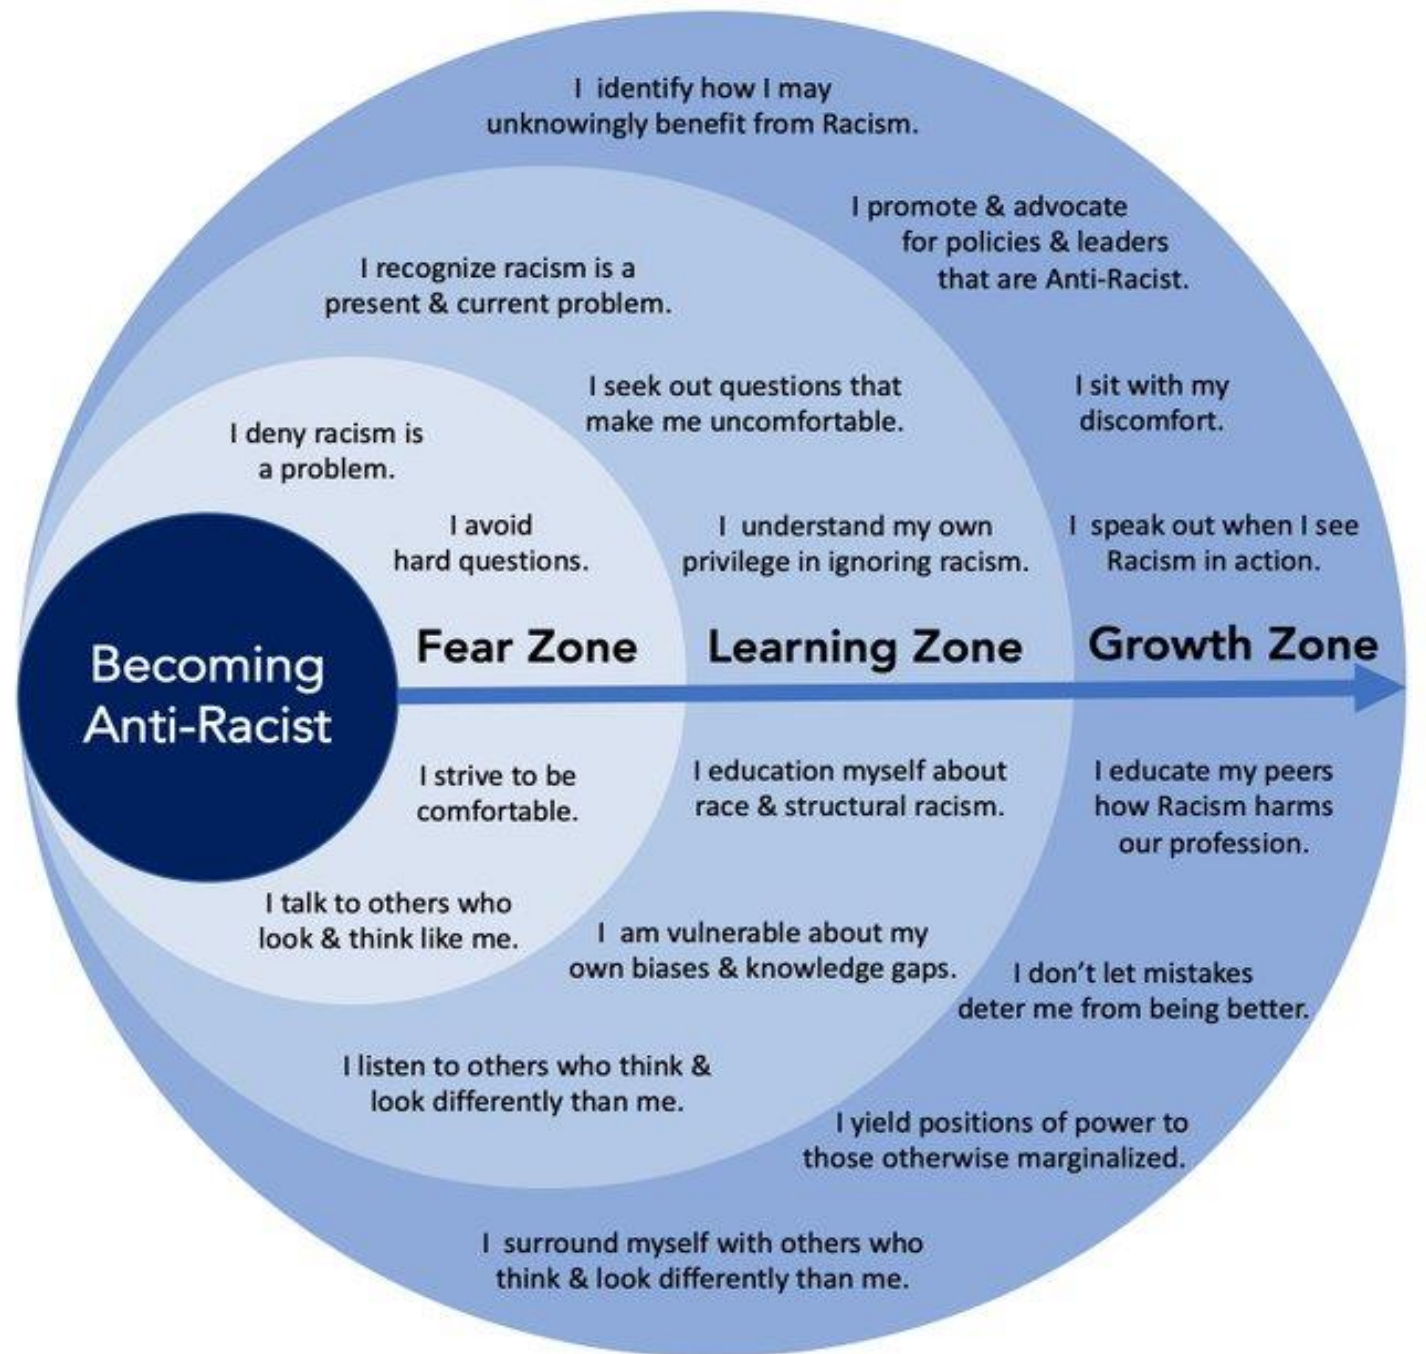 I identify how I may
unknowingly benefit from Racism.
I promote & advocate
for policies & leaders
that are Anti-Racist.
I recognize racism is a
present & current problem.
I seek out questions that
make me uncomfortable.
I sit with my
discomfort.
I deny racism is
a problem.
I avoid
hard questions.
I understand my own
privilege in ignoring racism.
I speak out when I see
Racism in action.
Becoming
Anti-Racist
Fear Zone
Learning Zone
Growth Zone
I strive to be
comfortable.
I education myself about
race & structural racism.
I educate my peers
how Racism harms
our profession.
I talk to others who
look & think like me.
I am vulnerable about my
own biases & knowledge gaps.
I don't let mistakes
deter me from being better.
I listen to others who think &
look differently than me.
I yield positions of power to
those otherwise marginalized.
I surround myself with others who
think & look differently than me.